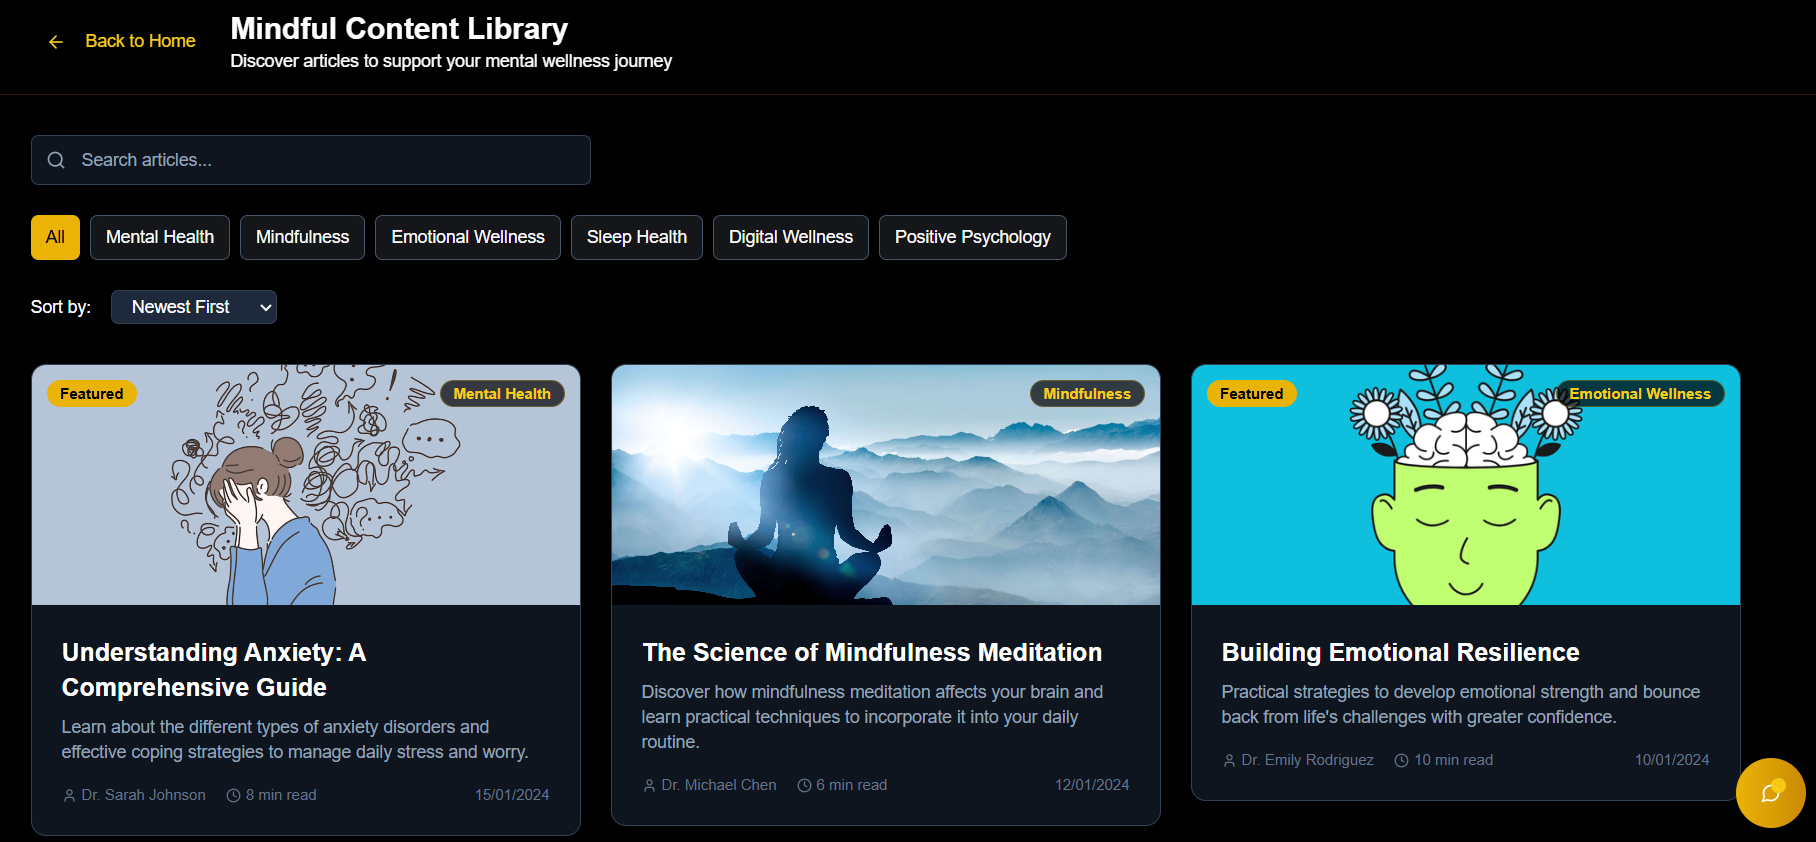 Back to Home
Mindful Content Library
Discover articles to support your mental wellness journey
Search articles...
All
Mental Health
Mindfulness
Emotional Wellness
Sleep Health
Digital Wellness
Positive Psychology
Sort by:
Newest First
Featured
Mental Health
Understanding Anxiety: A
Comprehensive Guide
Learn about the different types of anxiety disorders and
effective coping strategies to manage daily stress and worry.
Dr. Sarah Johnson
8 min read
15/01/2024
Mindfulness
The Science of Mindfulness Meditation
Discover how mindfulness meditation affects your brain and
learn practical techniques to incorporate it into your daily
routine.
Dr. Michael Chen
6 min read
12/01/2024
Featured
Emotional Wellness
Building Emotional Resilience
Practical strategies to develop emotional strength and bounce
back from life's challenges with greater confidence.
Dr. Emily Rodriguez
10 min read
10/01/2024